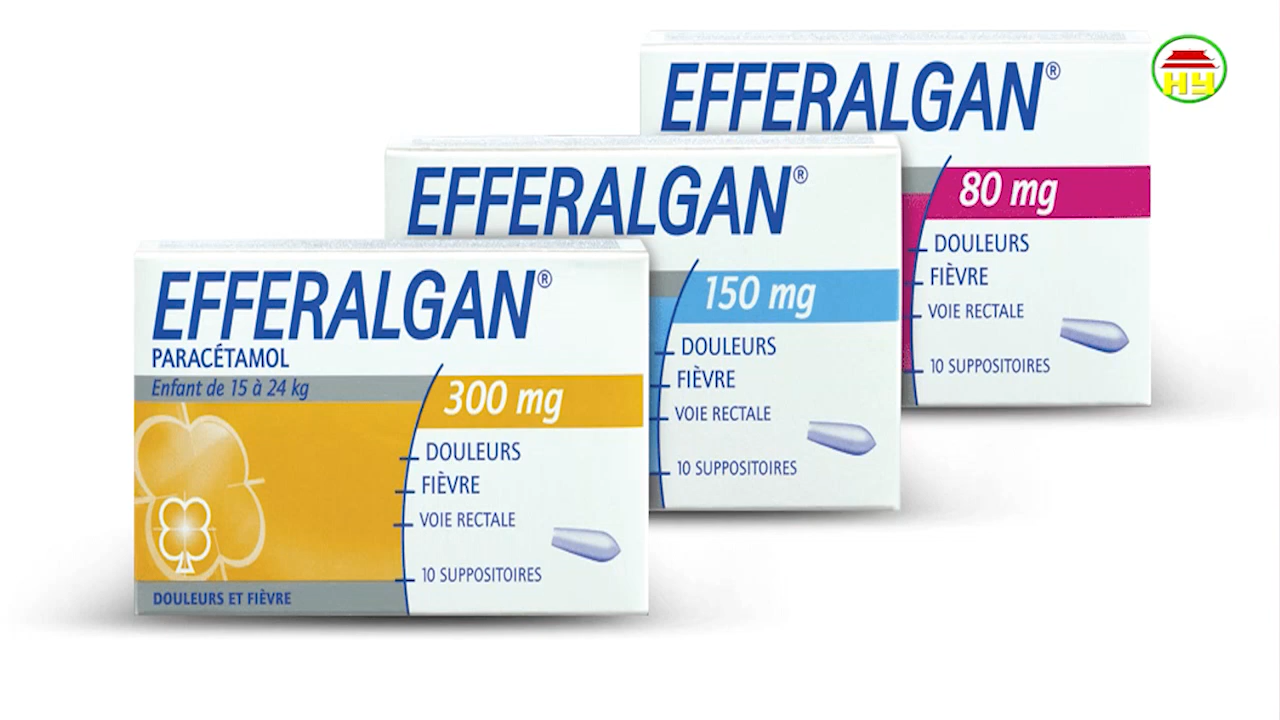 EFFERALGAN®
80 mg
DOULEURS
FIÈVRE
VOIE RECTALE
10 SUPPOSITOIRES
EFFERALGAN®
150 mg
DOULEURS
FIÈVRE
VOIE RECTALE
10 SUPPOSITOIRES
EFFERALGAN®
PARACÉTAMOL
Enfant de 15 à 24 kg
300 mg
DOULEURS
FIÈVRE
VOIE RECTALE
10 SUPPOSITOIRES
DOULEURS ET FIÈVRE
HY